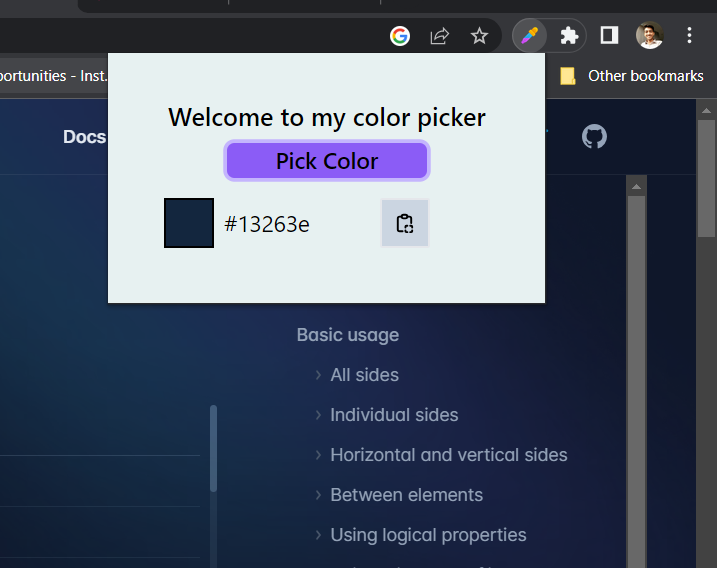 portunities - Inst.
Other bookmarks
Docs
Welcome to my color picker
Pick Color
#13263e
Basic usage
All sides
Individual sides
Horizontal and vertical sides
Between elements
Using logical properties